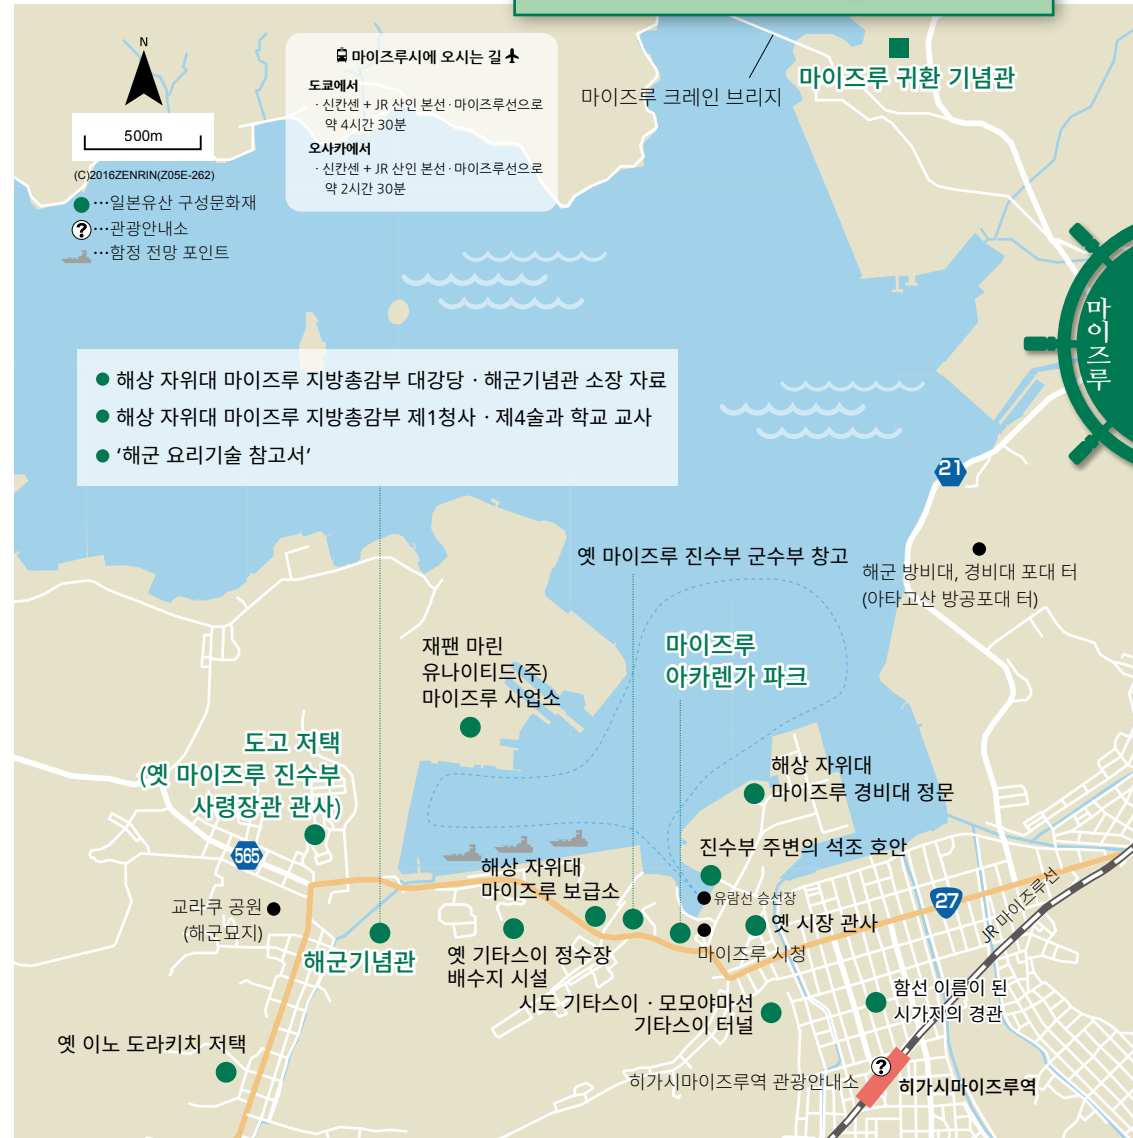 N
500m
(C)2016ZENRIN(Z05E-262)
···일본유산 구성문화재
?···관광안내소
···함정 전망 포인트
마이즈루시에 오시는 길
도쿄에서
· 신칸센 + JR 산인 본선 · 마이즈루선으로
약 4시간 30분
오사카에서
· 신칸센 + JR 산인 본선 · 마이즈루선으로
약 2시간 30분
마이즈루 크레인 브리지
마이즈루 귀환 기념관
마이즈루
해상 자위대 마이즈루 지방총감부 대강당 · 해군기념관 소장 자료
해상 자위대 마이즈루 지방총감부 제1청사 · 제4술과 학교 교사
‘해군 요리기술 참고서’
21
옛 마이즈루 진수부 군수부 창고
해군 방비대, 경비대 포대 터
(아타고산 방공포대 터)
재팬 마린
유나이티드(주)
마이즈루 사업소
마이즈루
아카렌가 파크
도고 저택
(옛 마이즈루 진수부
사령장관 관사)
565
해상 자위대
마이즈루 경비대 정문
진수부 주변의 석조 호안
해상 자위대
마이즈루 보급소
유람선 승선장
교라쿠 공원
(해군묘지)
27
JR 마이즈루선
옛 시장 관사
마이즈루 시청
해군기념관
옛 기타스이 정수장
배수지 시설
시도 기타스이 · 모모야마선
기타스이 터널
함선 이름이 된
시가지의 경관
옛 이노 도라키치 저택
?
히가시마이즈루역 관광안내소
히가시마이즈루역